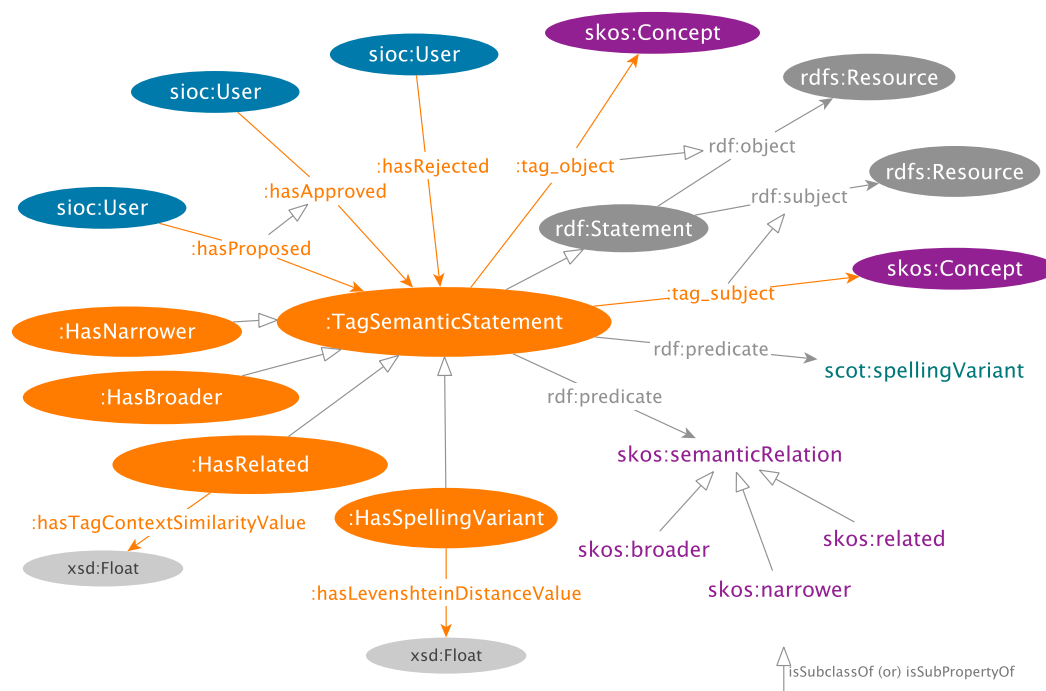 skos:Concept
sioc:User
rdfs:Resource
sioc:User
:hasRejected
:tag_object
rdf:object
rdfs:Resource
:hasApproved
rdf:subject
sioc:User
rdf:Statement
:hasProposed
skos:Concept
:tag_subject
:HasNarrower
:TagSemanticStatement
rdf:predicate
scot:spellingVariant
:HasBroader
rdf:predicate
skos:semanticRelation
:HasRelated
:hasTagContextSimilarityValue
:HasSpellingVariant
skos:related
skos:broader
xsd:Float
skos:narrower
:hasLevenshteinDistanceValue
xsd:Float
isSubclassOf (or) isSubPropertyOf